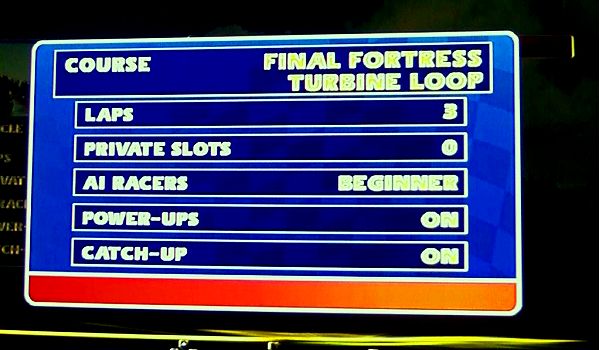 COURSE FINAL FORTRESS
TURBINE LOOP
LAPS 3
PRIVATE SLOTS 0
AI RACERS BEGINNER
POWER-UPS ON
CATCH-UP ON